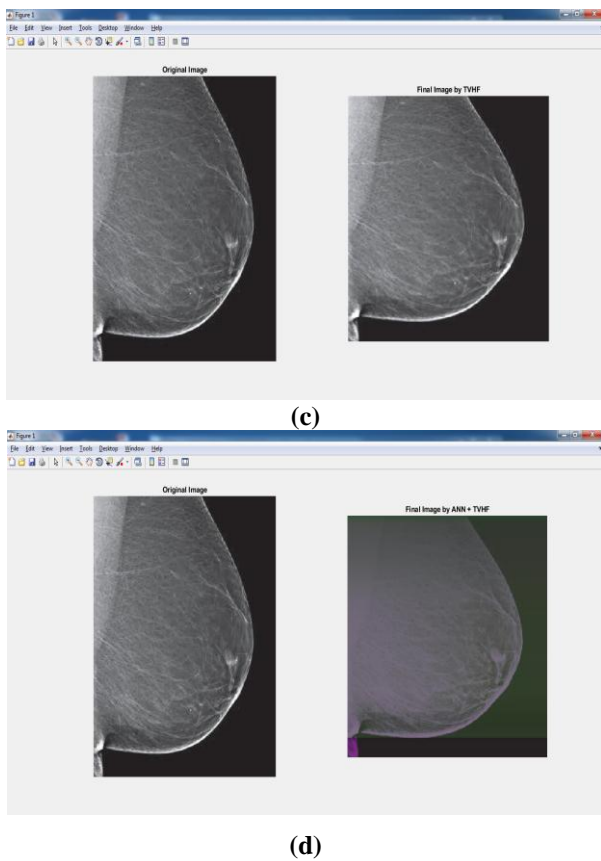 Figure 1
File Edit View Insert Tools Desktop Window Help
Original Image
Final Image by TVHF
(c)
Figure 1
File Edit View Insert Tools Desktop Window Help
Original Image
Final Image by ANN + TVHF
(d)